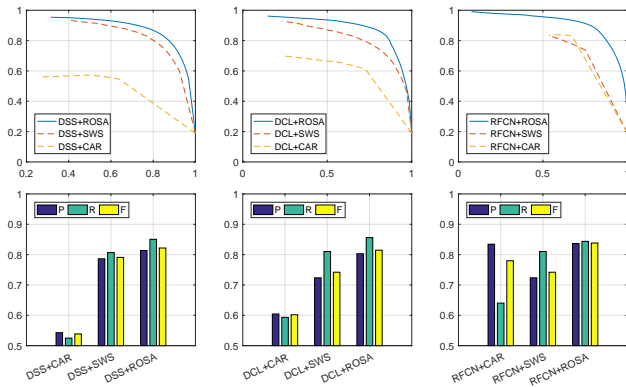 1
0.8
0.6
0.4
0.2
0
0.2 0.4 0.6 0.8 1
DSS+ROSA
DSS+SWS
DSS+CAR
1
0.8
0.6
0.4
0.2
0
0 0.5 1
DCL+ROSA
DCL+SWS
DCL+CAR
1
0.8
0.6
0.4
0.2
0
0 0.5 1
RFCN+ROSA
RFCN+SWS
RFCN+CAR
1
0.9
0.8
0.7
0.6
0.5
P R F
DSS+CAR DSS+SWS DSS+ROSA
1
0.9
0.8
0.7
0.6
0.5
P R F
DCL+CAR DCL+SWS DCL+ROSA
1
0.9
0.8
0.7
0.6
0.5
P R F
RFCN+CAR RFCN+SWS RFCN+ROSA